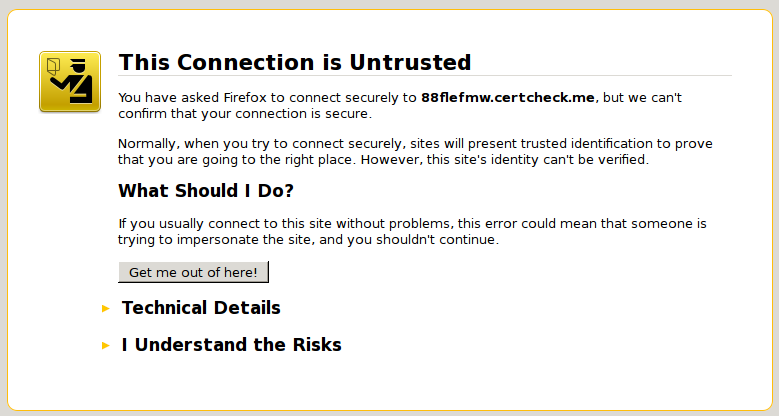 This Connection is Untrusted
You have asked Firefox to connect securely to 88flefmw.certcheck.me, but we can't
confirm that your connection is secure.
Normally, when you try to connect securely, sites will present trusted identification to prove
that you are going to the right place. However, this site's identity can't be verified.
What Should I Do?
If you usually connect to this site without problems, this error could mean that someone is
trying to impersonate the site, and you shouldn't continue.
Get me out of here!
Technical Details
I Understand the Risks